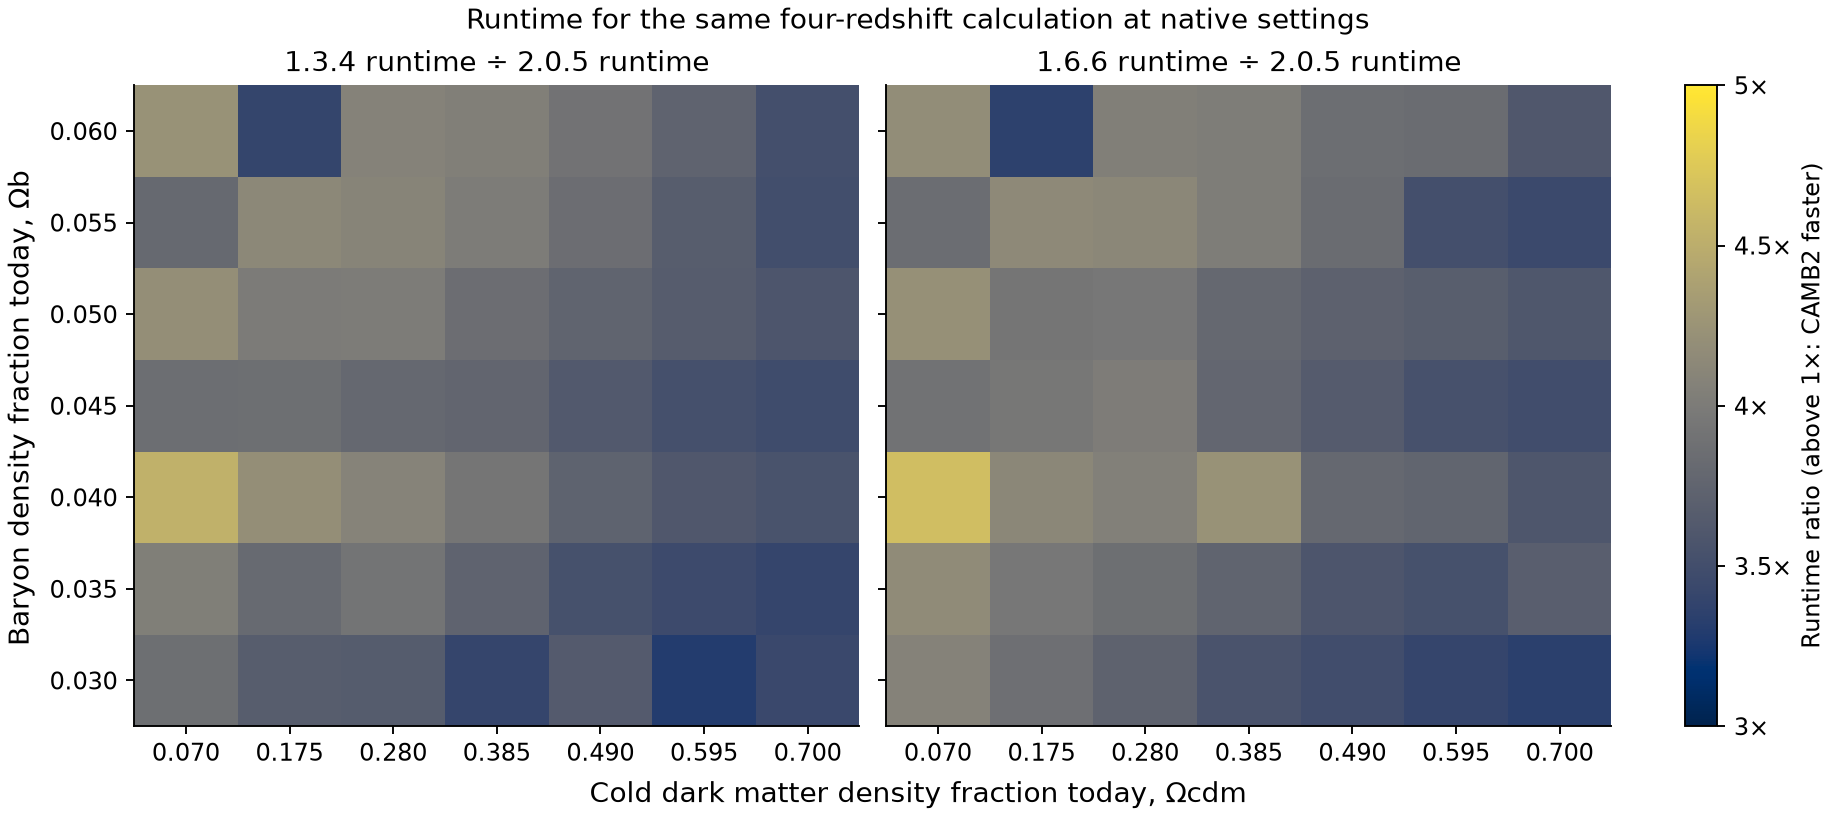 Runtime for the same four-redshift calculation at native settings
1.3.4 runtime ÷ 2.0.5 runtime
1.6.6 runtime ÷ 2.0.5 runtime
Baryon density fraction today, Ωb
0.060
0.055
0.050
0.045
0.040
0.035
0.030
0.070 0.175 0.280 0.385 0.490 0.595 0.700
0.070 0.175 0.280 0.385 0.490 0.595 0.700
Cold dark matter density fraction today, Ωcdm
5×
4.5×
4×
3.5×
3×
Runtime ratio (above 1×: CAMB2 faster)